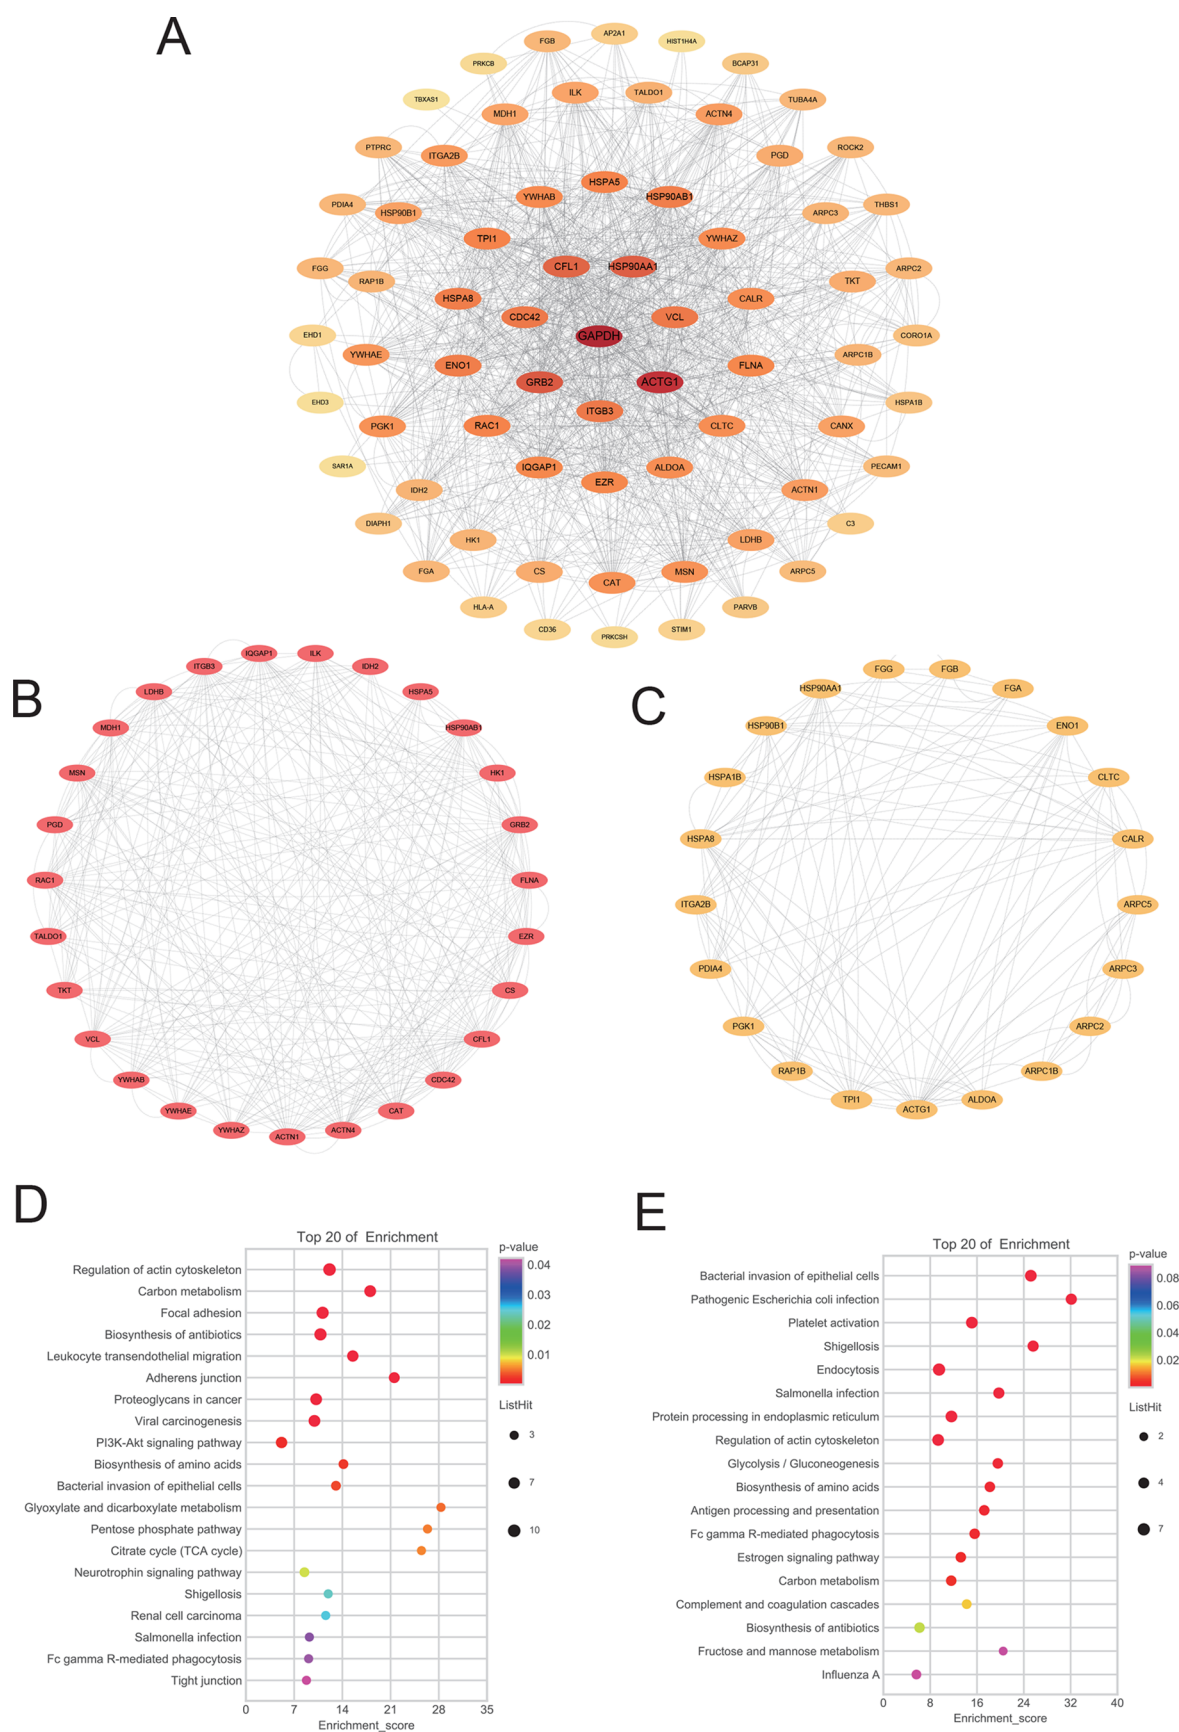 A
FGB
AP2A1
HIST1H4A
PRKCB
BCAP31
TBXAS1
ILK
TALDO1
TUBA4A
MDH1
ACTN4
PTPRC
ITGA2B
PGD
ROCK2
HSPA5
YWHAB
HSP90AB1
PDIA4
HSP90B1
ARPC3
THBS1
TPI1
YWHAZ
FGG
RAP1B
CFL1
HSP90AA1
TKT
ARPC2
HSPA8
CALR
CDC42
VCL
EHD1
GAPDH
CORO1A
YWHAE
ENO1
FLNA
ARPC1B
GRB2
ACTG1
EHD3
ITGB3
HSPA1B
PGK1
RAC1
CLTC
CANX
SAR1A
IQGAP1
ALDOA
PECAM1
EZR
IDH2
ACTN1
DIAPH1
C3
HK1
LDHB
FGA
CS
CAT
MSN
ARPC5
HLA-A
PARVB
CD36
PRKCSH
STIM1
B
ITGB3
IQGAP1
ILK
IDH2
LDHB
HSPA5
MDH1
HSP90AB1
MSN
HK1
PGD
GRB2
RAC1
FLNA
TALDO1
EZR
TKT
CS
VCL
CFL1
YWHAB
CDC42
YWHAE
CAT
YWHAZ
ACTN1
ACTN4
C
FGG
FGB
HSP90AA1
FGA
HSP90B1
ENO1
HSPA1B
CLTC
HSPA8
CALR
ITGA2B
ARPC5
PDIA4
ARPC3
PGK1
ARPC2
RAP1B
ARPC1B
TPI1
ACTG1
ALDOA
D
Top 20 of Enrichment
Regulation of actin cytoskeleton
Carbon metabolism
Focal adhesion
Biosynthesis of antibiotics
Leukocyte transendothelial migration
Adherens junction
Proteoglycans in cancer
Viral carcinogenesis
PI3K-Akt signaling pathway
Biosynthesis of amino acids
Bacterial invasion of epithelial cells
Glyoxylate and dicarboxylate metabolism
Pentose phosphate pathway
Citrate cycle (TCA cycle)
Neurotrophin signaling pathway
Shigellosis
Renal cell carcinoma
Salmonella infection
Fc gamma R-mediated phagocytosis
Tight junction
0 7 14 21 28 35
Enrichment_score
p-value
0.04
0.03
0.02
0.01
ListHit
3
7
10
E
Top 20 of Enrichment
Bacterial invasion of epithelial cells
Pathogenic Escherichia coli infection
Platelet activation
Shigellosis
Endocytosis
Salmonella infection
Protein processing in endoplasmic reticulum
Regulation of actin cytoskeleton
Glycolysis / Gluconeogenesis
Biosynthesis of amino acids
Antigen processing and presentation
Fc gamma R-mediated phagocytosis
Estrogen signaling pathway
Carbon metabolism
Complement and coagulation cascades
Biosynthesis of antibiotics
Fructose and mannose metabolism
Influenza A
0 8 16 24 32 40
Enrichment_score
p-value
0.08
0.06
0.04
0.02
ListHit
2
4
7